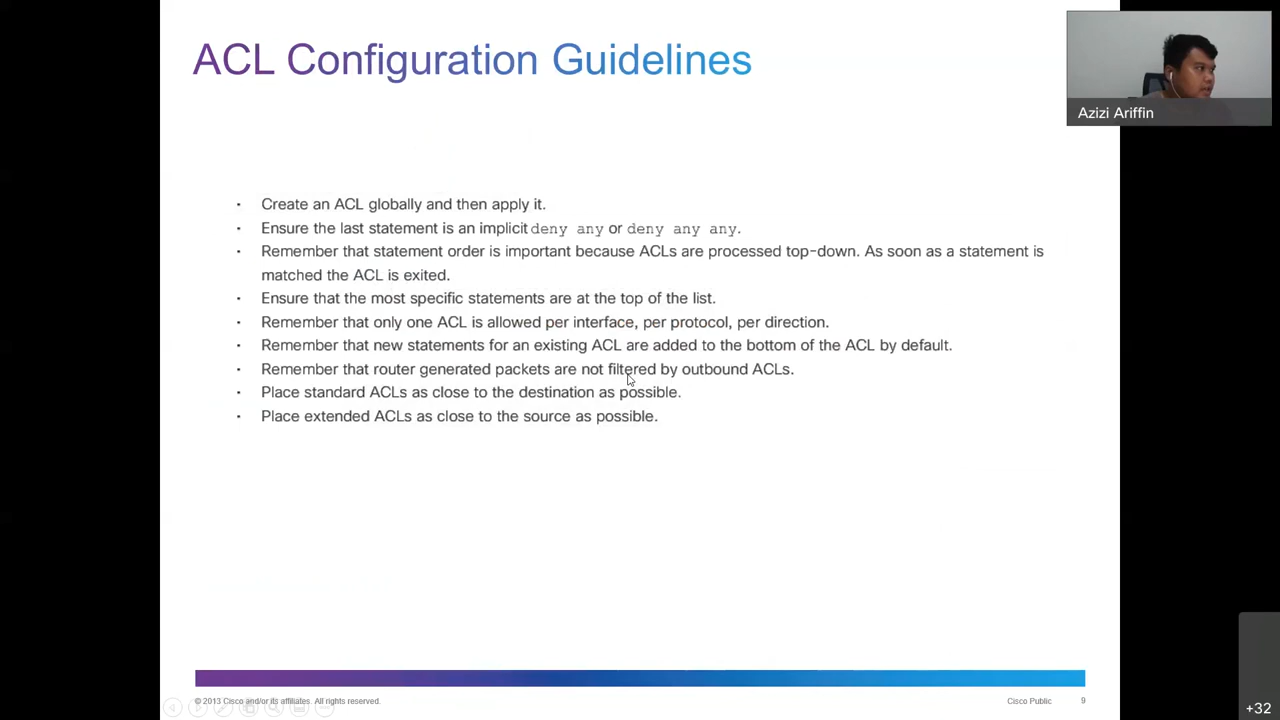 ACL Configuration Guidelines
Azizi Ariffin
· Create an ACL globally and then apply it.
· Ensure the last statement is an implicit deny any or deny any any.
· Remember that statement order is important because ACLs are processed top-down. As soon as a statement is
matched the ACL is exited.
· Ensure that the most specific statements are at the top of the list.
· Remember that only one ACL is allowed per interface, per protocol, per direction.
· Remember that new statements for an existing ACL are added to the bottom of the ACL by default.
· Remember that router generated packets are not filtered by outbound ACLs.
· Place standard ACLs as close to the destination as possible.
· Place extended ACLs as close to the source as possible.
© 2013 Cisco and/or its affiliates. All rights reserved.
Cisco Public
9
+32